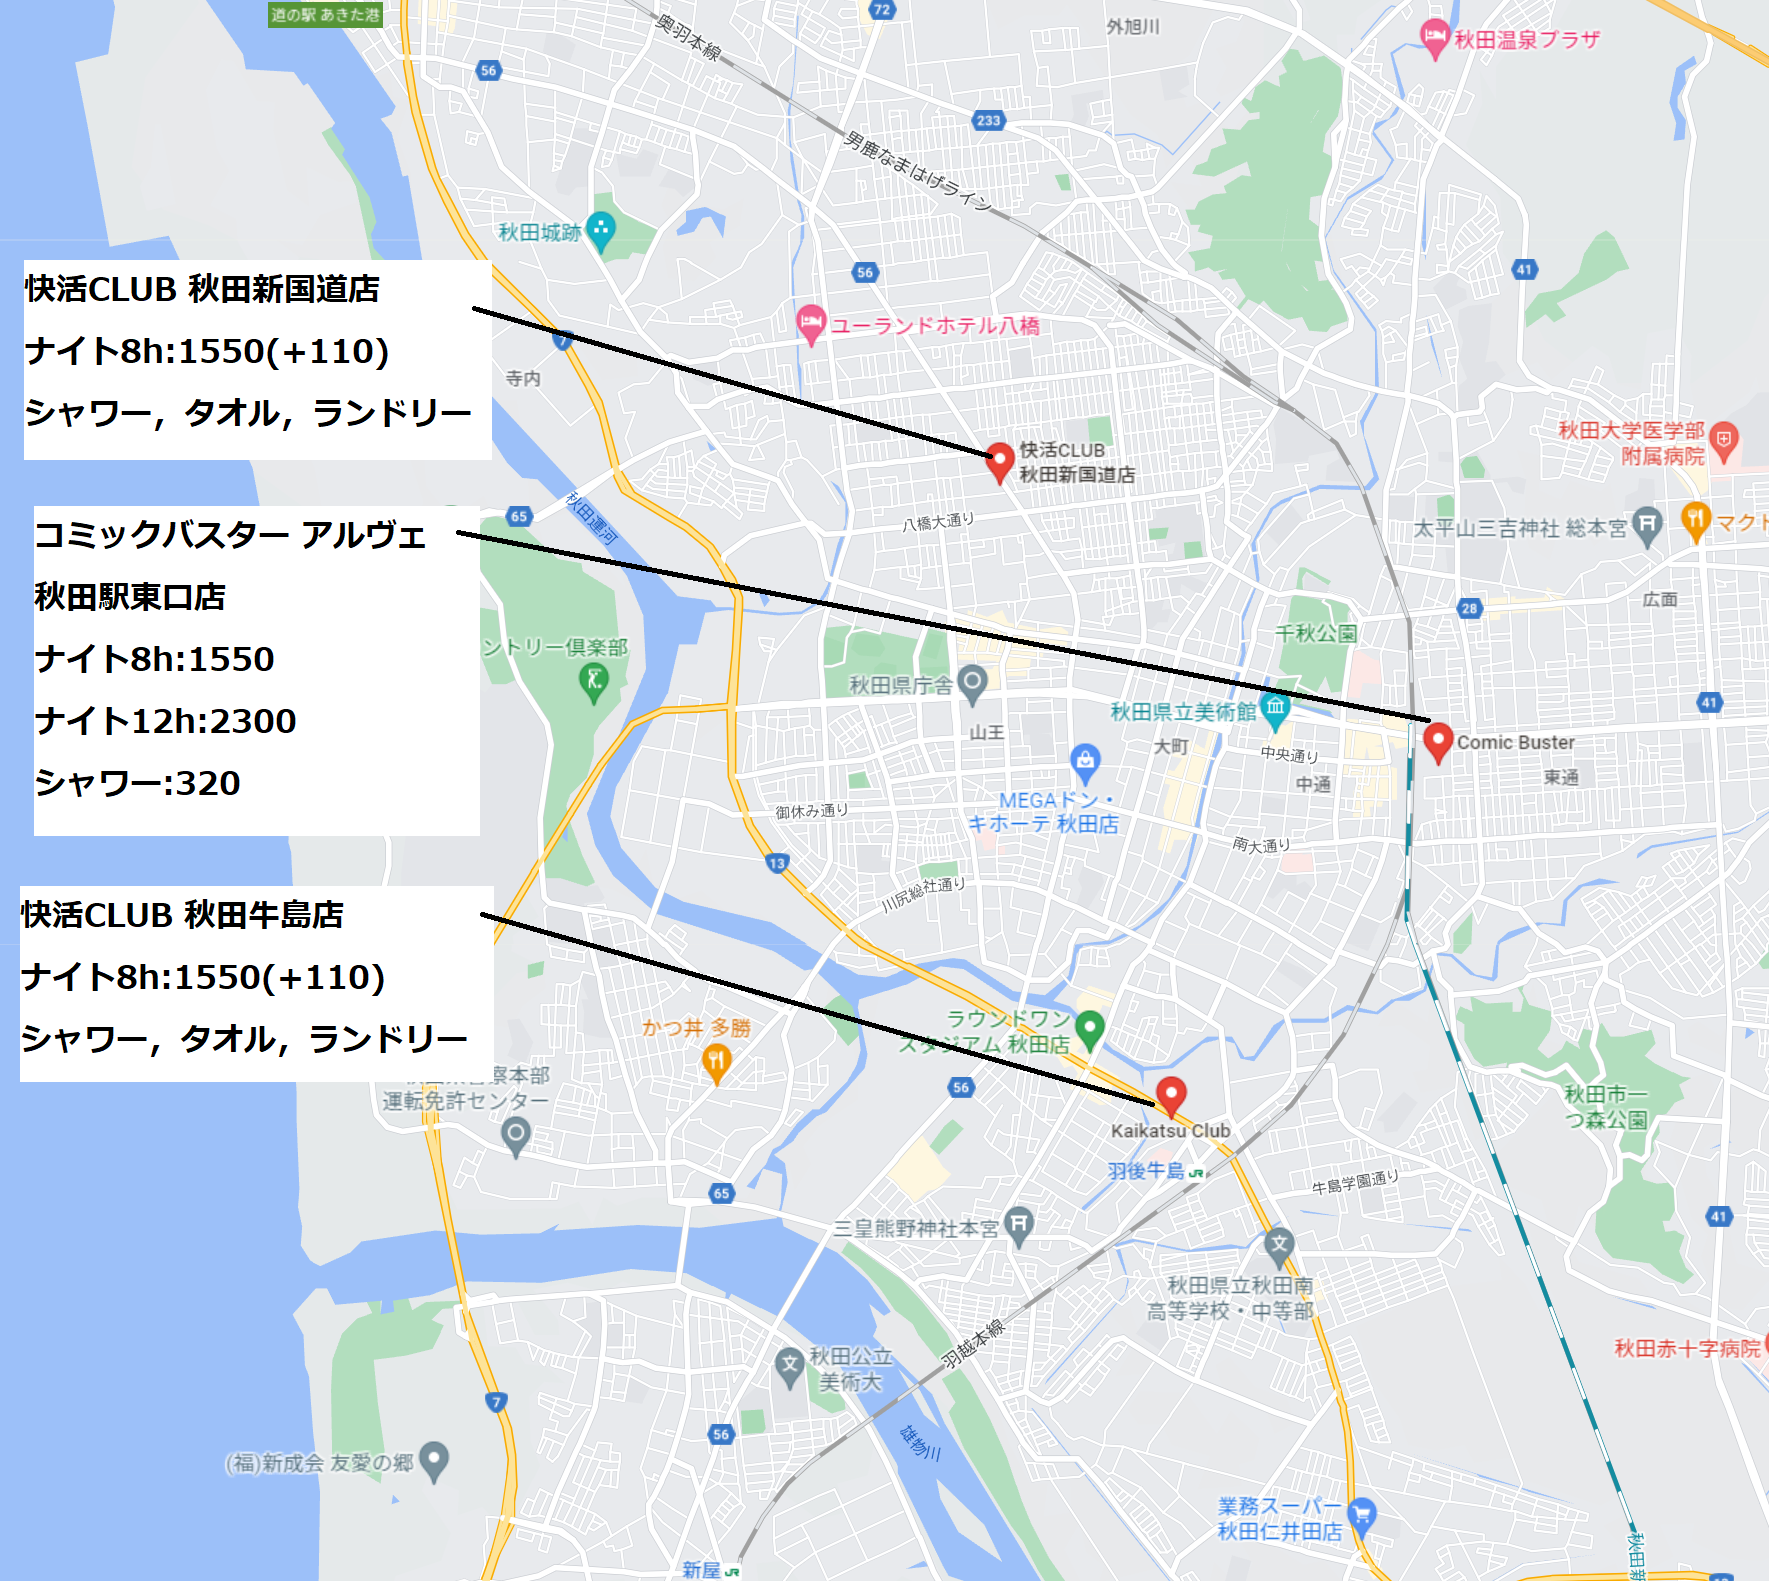 道の駅 あきた港
72
外旭川
奥羽本線
秋田温泉プラザ
56
233
男鹿なまはげライン
秋田城跡
56
41
快活CLUB 秋田新国道店
ナイト8h:1550(+110)
シャワー，タオル，ランドリー
7
ユーランドホテル八橋
寺内
快活CLUB
秋田新国道店
秋田大学医学部
附属病院
65
秋田運河
八橋大通り
太平山三吉神社 総本宮
マクド
コミックバスター アルヴェ
秋田駅東口店
ナイト8h:1550
ナイト12h:2300
シャワー:320
28
広面
千秋公園
ントリー倶楽部
秋田県庁舎
山王
秋田県立美術館
大町
中央通り
中通
41
Comic Buster
東通
MEGAドン・
キホーテ 秋田店
御休み通り
南大通り
13
川尻総社通り
快活CLUB 秋田牛島店
ナイト8h:1550(+110)
シャワー，タオル，ランドリー
かつ丼 多勝
ラウンドワン
スタジアム 秋田店
56
察本部
運転免許センター
Kaikatsu Club
羽後牛島 JR
秋田市一
つ森公園
牛島学園通り
65
41
三皇熊野神社本宮
秋田県立秋田南
高等学校・中等部
羽越本線
秋田公立
美術大
秋田赤十字病院
7
56
雄物川
(福)新成会 友愛の郷
業務スーパー
秋田仁井田店
新屋 JR
秋田新
13